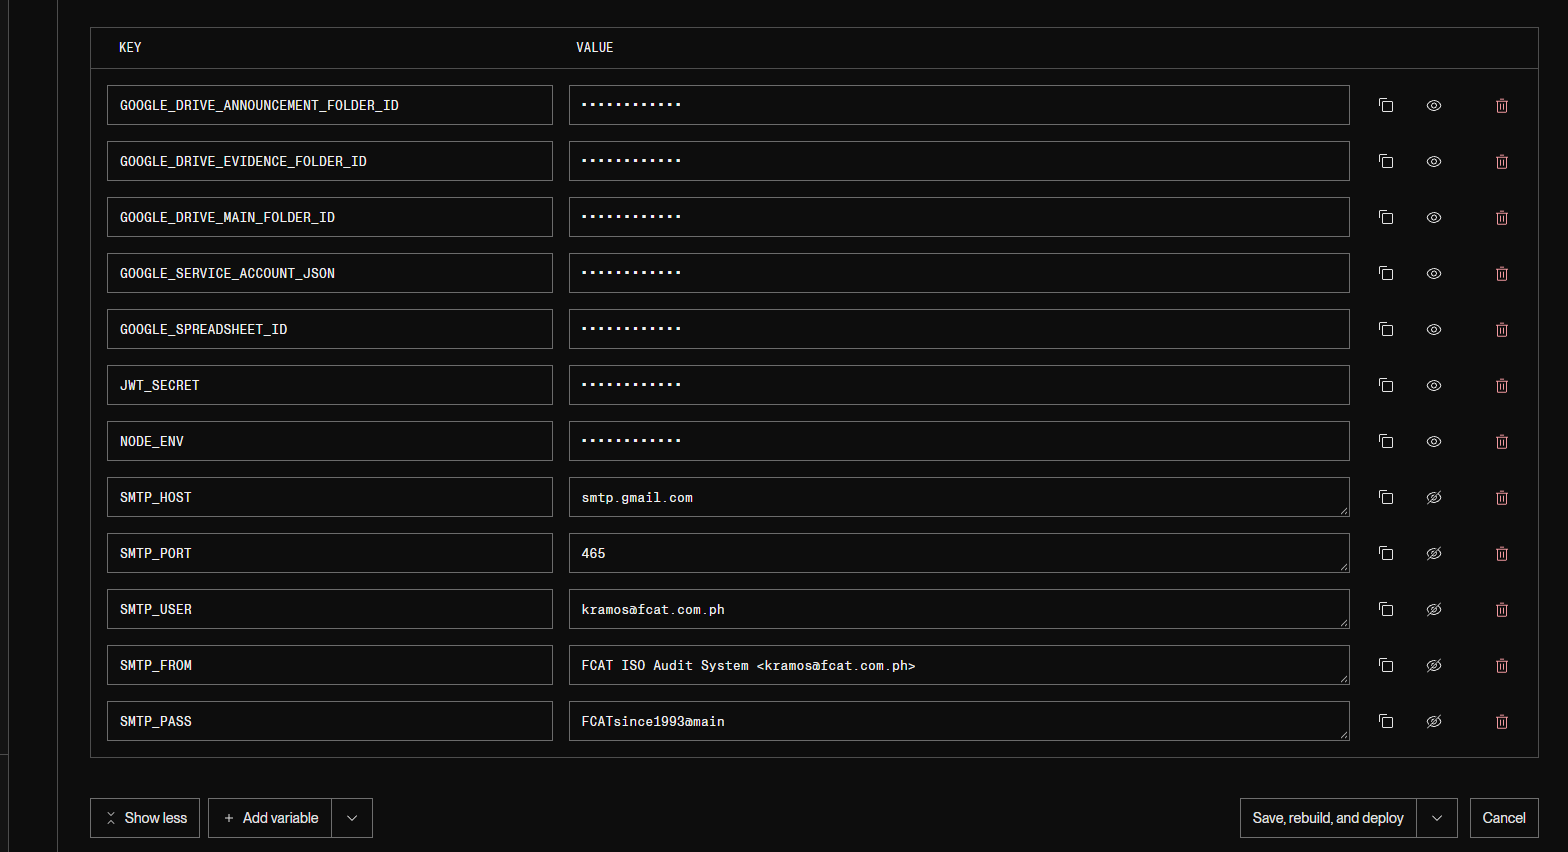 KEY VALUE
GOOGLE_DRIVE_ANNOUNCEMENT_FOLDER_ID ••••••••••••
GOOGLE_DRIVE_EVIDENCE_FOLDER_ID ••••••••••••
GOOGLE_DRIVE_MAIN_FOLDER_ID ••••••••••••
GOOGLE_SERVICE_ACCOUNT_JSON ••••••••••••
GOOGLE_SPREADSHEET_ID ••••••••••••
JWT_SECRET ••••••••••••
NODE_ENV ••••••••••••
SMTP_HOST smtp.gmail.com
SMTP_PORT 465
SMTP_USER kramos@fcat.com.ph
SMTP_FROM FCAT ISO Audit System <kramos@fcat.com.ph>
SMTP_PASS FCATsince1993@main
Show less + Add variable Save, rebuild, and deploy Cancel